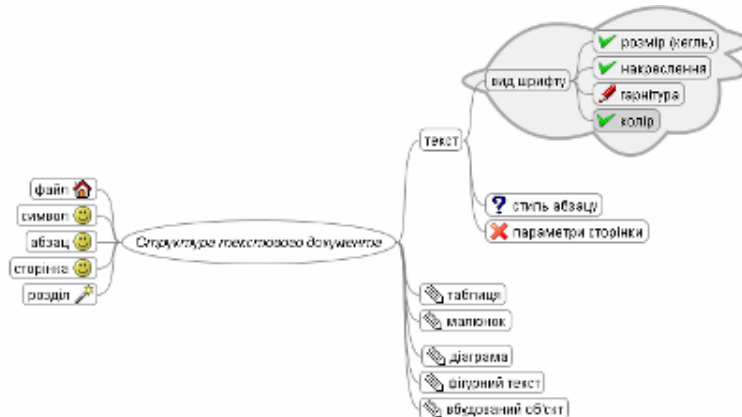 розмір (кегль)
накреслення
гарнітура
колір
вид шрифту
текст
стиль абзацу
параметри сторінки
файл
символ
абзац
сторінка
розділ
Структура текстового документа
таблиця
малюнок
діаграма
фігурний текст
вбудований об'єкт